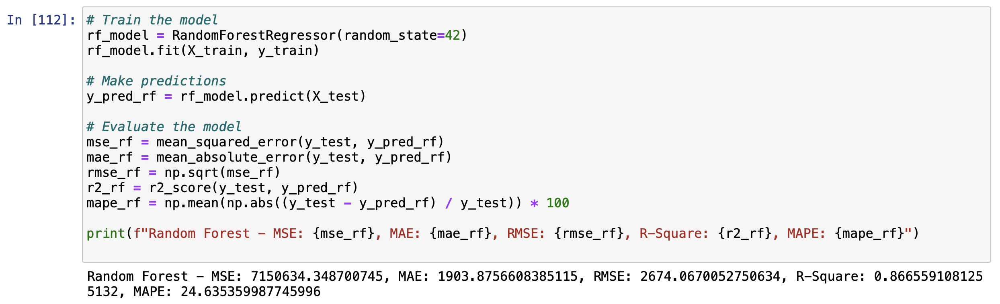 In [112]: # Train the model
rf_model = RandomForestRegressor(random_state=42)
rf_model.fit(X_train, y_train)
# Make predictions
y_pred_rf = rf_model.predict(X_test)
# Evaluate the model
mse_rf = mean_squared_error(y_test, y_pred_rf)
mae_rf = mean_absolute_error(y_test, y_pred_rf)
rmse_rf = np.sqrt(mse_rf)
r2_rf = r2_score(y_test, y_pred_rf)
mape_rf = np.mean(np.abs((y_test - y_pred_rf) / y_test)) * 100
print(f"Random Forest - MSE: {mse_rf}, MAE: {mae_rf}, RMSE: {rmse_rf}, R-Square: {r2_rf}, MAPE: {mape_rf}")
Random Forest - MSE: 7150634.348700745, MAE: 1903.8756608385115, RMSE: 2674.0670052750634, R-Square: 0.866559108125
5132, MAPE: 24.635359987745996